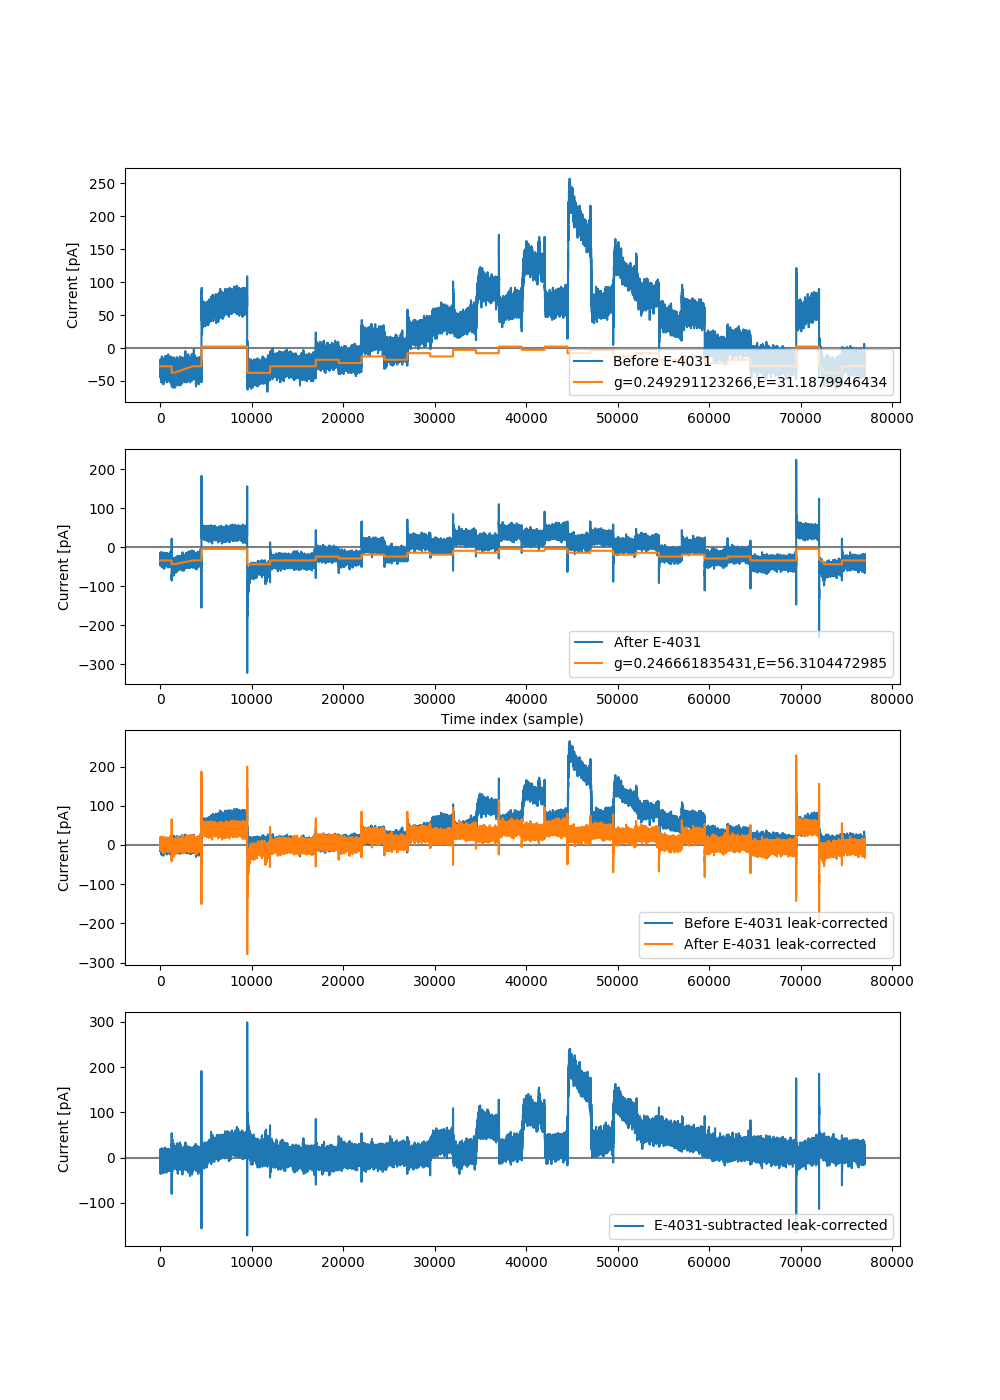 250
200
150
100
50
0
−50
Current [pA]
Before E-4031
g=0.249291123266,E=31.1879946434
0 10000 20000 30000 40000 50000 60000 70000 80000
200
100
0
−100
−200
−300
Current [pA]
After E-4031
g=0.246661835431,E=56.3104472985
0 10000 20000 30000 40000 50000 60000 70000 80000
Time index (sample)
200
100
0
−100
−200
−300
Current [pA]
Before E-4031 leak-corrected
After E-4031 leak-corrected
0 10000 20000 30000 40000 50000 60000 70000 80000
300
200
100
0
−100
Current [pA]
E-4031-subtracted leak-corrected
0 10000 20000 30000 40000 50000 60000 70000 80000